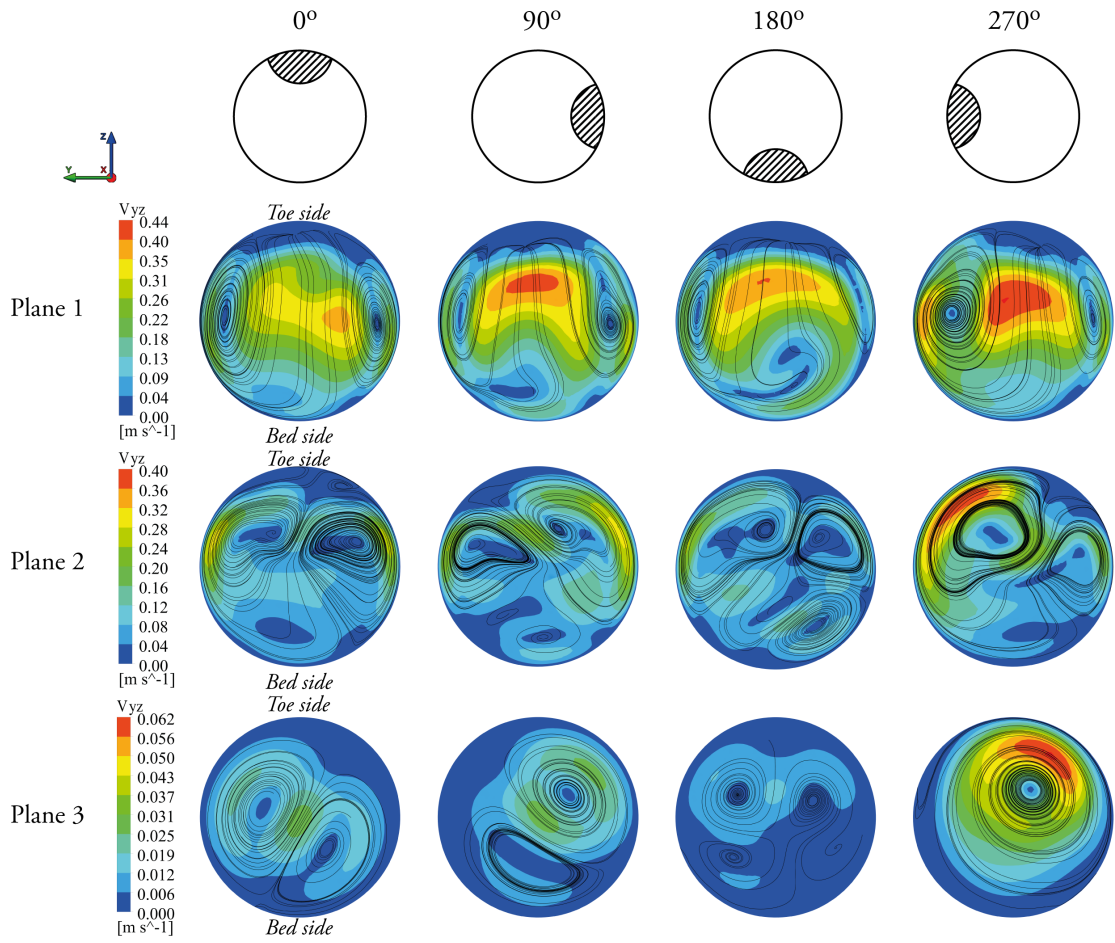 0º 90º 180º 270º
Z
Y X
Toe side
Plane 1
Vyz
0.44
0.40
0.35
0.31
0.26
0.22
0.18
0.13
0.09
0.04
0.00
[m s^-1]
Bed side
Toe side
Plane 2
Vyz
0.40
0.36
0.32
0.28
0.24
0.20
0.16
0.12
0.08
0.04
0.00
[m s^-1]
Bed side
Toe side
Plane 3
Vyz
0.062
0.056
0.050
0.043
0.037
0.031
0.025
0.019
0.012
0.006
0.000
[m s^-1]
Bed side